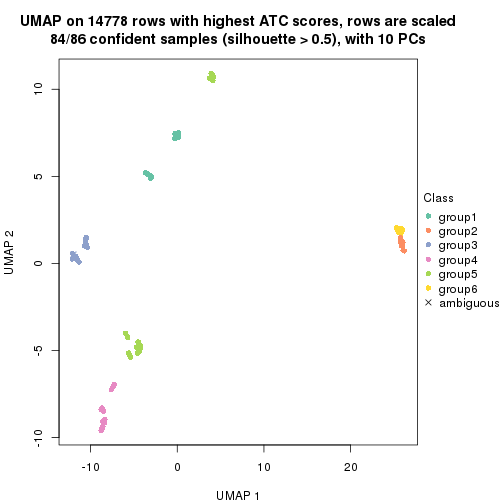 UMAP on 14778 rows with highest ATC scores, rows are scaled
84/86 confident samples (silhouette > 0.5), with 10 PCs
10
5
0
-5
-10
UMAP 2
-10
0
10
20
UMAP 1
Class
group1
group2
group3
group4
group5
group6
ambiguous